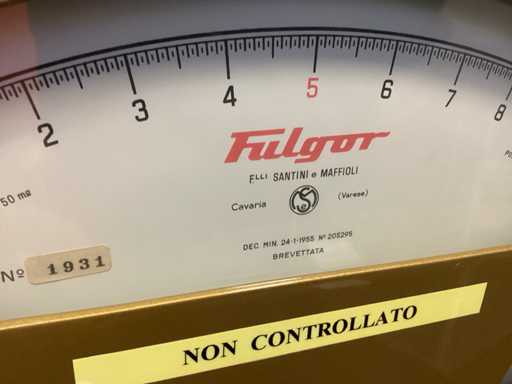 2 3 4 5 6 7 8
Fulgor
F.LLI SANTINI e MAFFIOLI
50 mg
Cavaria (Varese)
DEC. MIN. 24-1-1955 Nº 205295
BREVETTATA
Nº 1931
NON CONTROLLATO